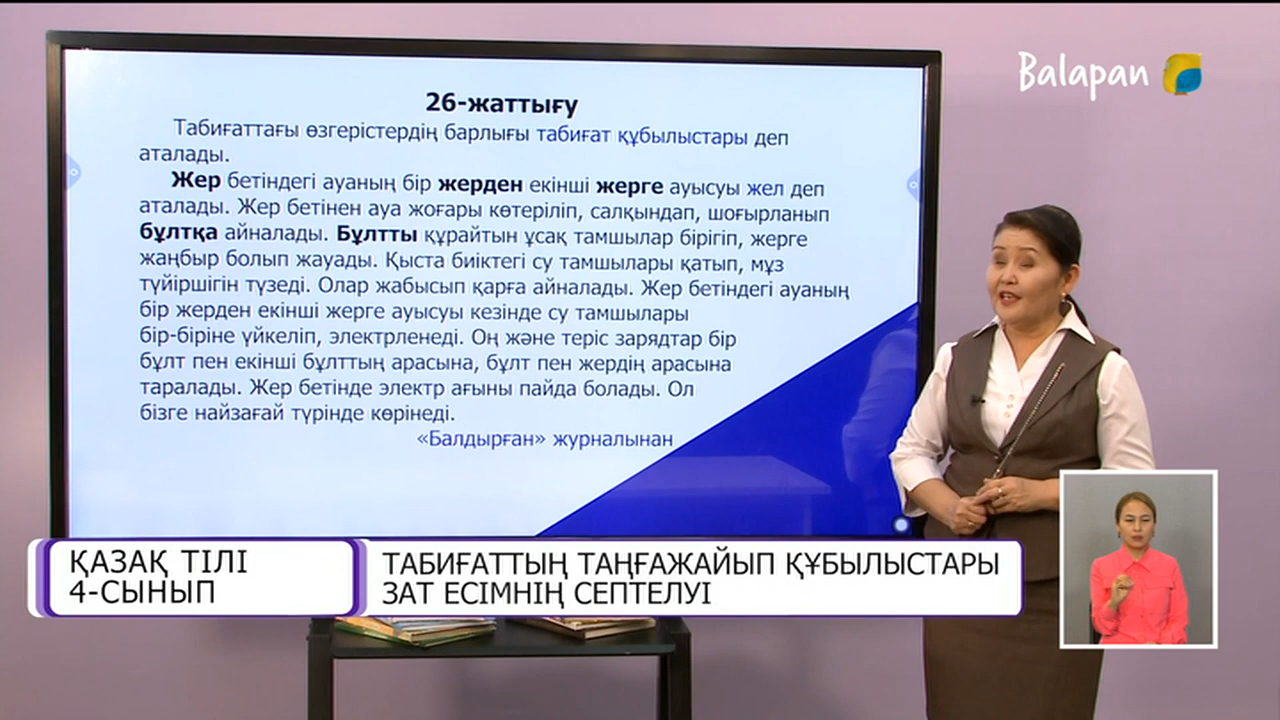 Balapan
26-жаттығу
Табиғаттағы өзгерістердің барлығы табиғат құбылыстары деп
аталады.
Жер бетіндегі ауаның бір жерден екінші жерге ауысуы жел деп
аталады. Жер бетінен ауа жоғары көтеріліп, салқындап, шоғырланып
бұлтқа айналады. Бұлтты құрайтын ұсақ тамшылар бірігіп, жерге
жаңбыр болып жауады. Қыста биіктегі су тамшылары қатып, мұз
түйіршігін түзеді. Олар жабысып қарға айналады. Жер бетіндегі ауаның
бір жерден екінші жерге ауысуы кезінде су тамшылары
бір-біріне үйкеліп, электрленеді. Оң және теріс зарядтар бір
бұлт пен екінші бұлттың арасына, бұлт пен жердің арасына
таралады. Жер бетінде электр ағыны пайда болады. Ол
бізге найзағай түрінде көрінеді.
«Балдырған» журналынан
ҚАЗАҚ ТІЛІ
4-СЫНЫП
ТАБИҒАТТЫҢ ТАҢҒАЖАЙЫП ҚҰБЫЛЫСТАРЫ
ЗАТ ЕСІМНІҢ СЕПТЕЛУІ